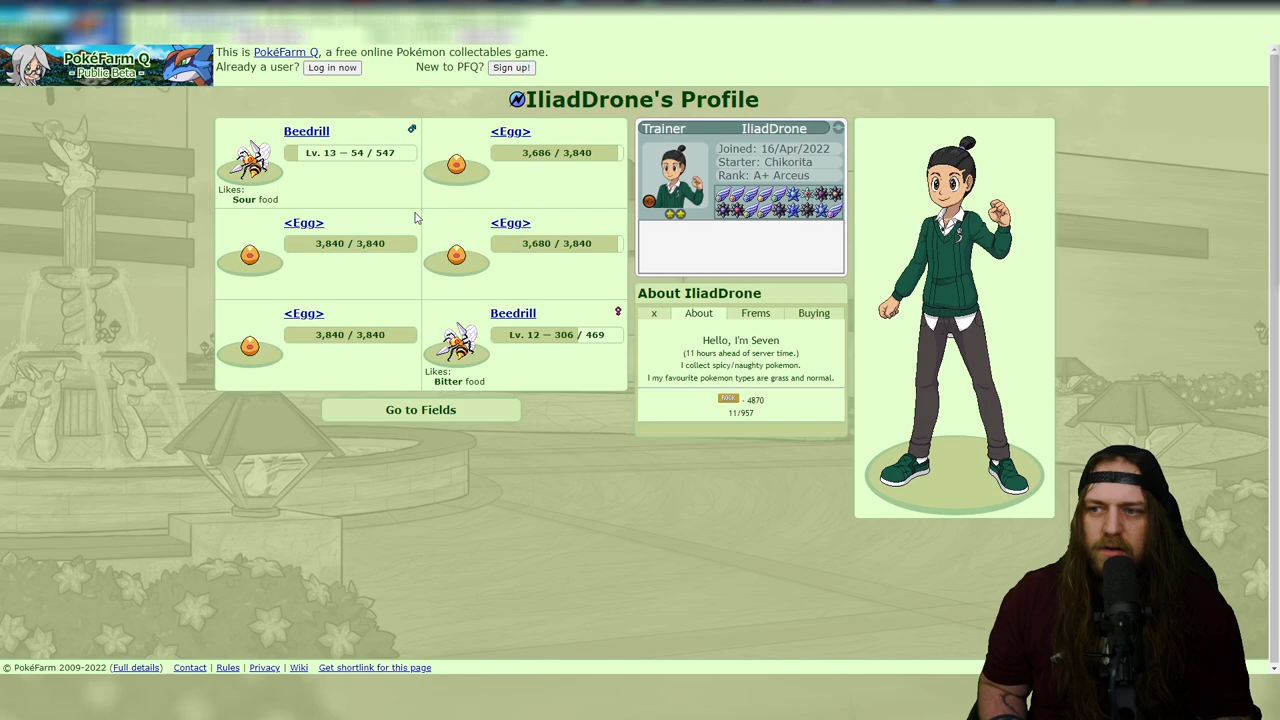 PokéFarm Q
- Public Beta -
This is PokéFarm Q, a free online Pokémon collectables game.
Already a user? Log in now New to PFQ? Sign up!
IliadDrone's Profile
Beedrill
Lv. 13 — 54 / 547
Likes:
Sour food
<Egg>
3,686 / 3,840
<Egg>
3,840 / 3,840
<Egg>
3,680 / 3,840
<Egg>
3,840 / 3,840
Beedrill
Lv. 12 — 306 / 469
Likes:
Bitter food
Go to Fields
Trainer IliadDrone
Joined: 16/Apr/2022
Starter: Chikorita
Rank: A+ Arceus
About IliadDrone
x About Frems Buying
Hello, I'm Seven
(11 hours ahead of server time.)
I collect spicy/naughty pokemon.
My favourite pokemon types are grass and normal.
ROCK - 4870
11/957
© PokéFarm 2009-2022 (Full details) Contact | Rules | Privacy | Wiki Get shortlink for this page